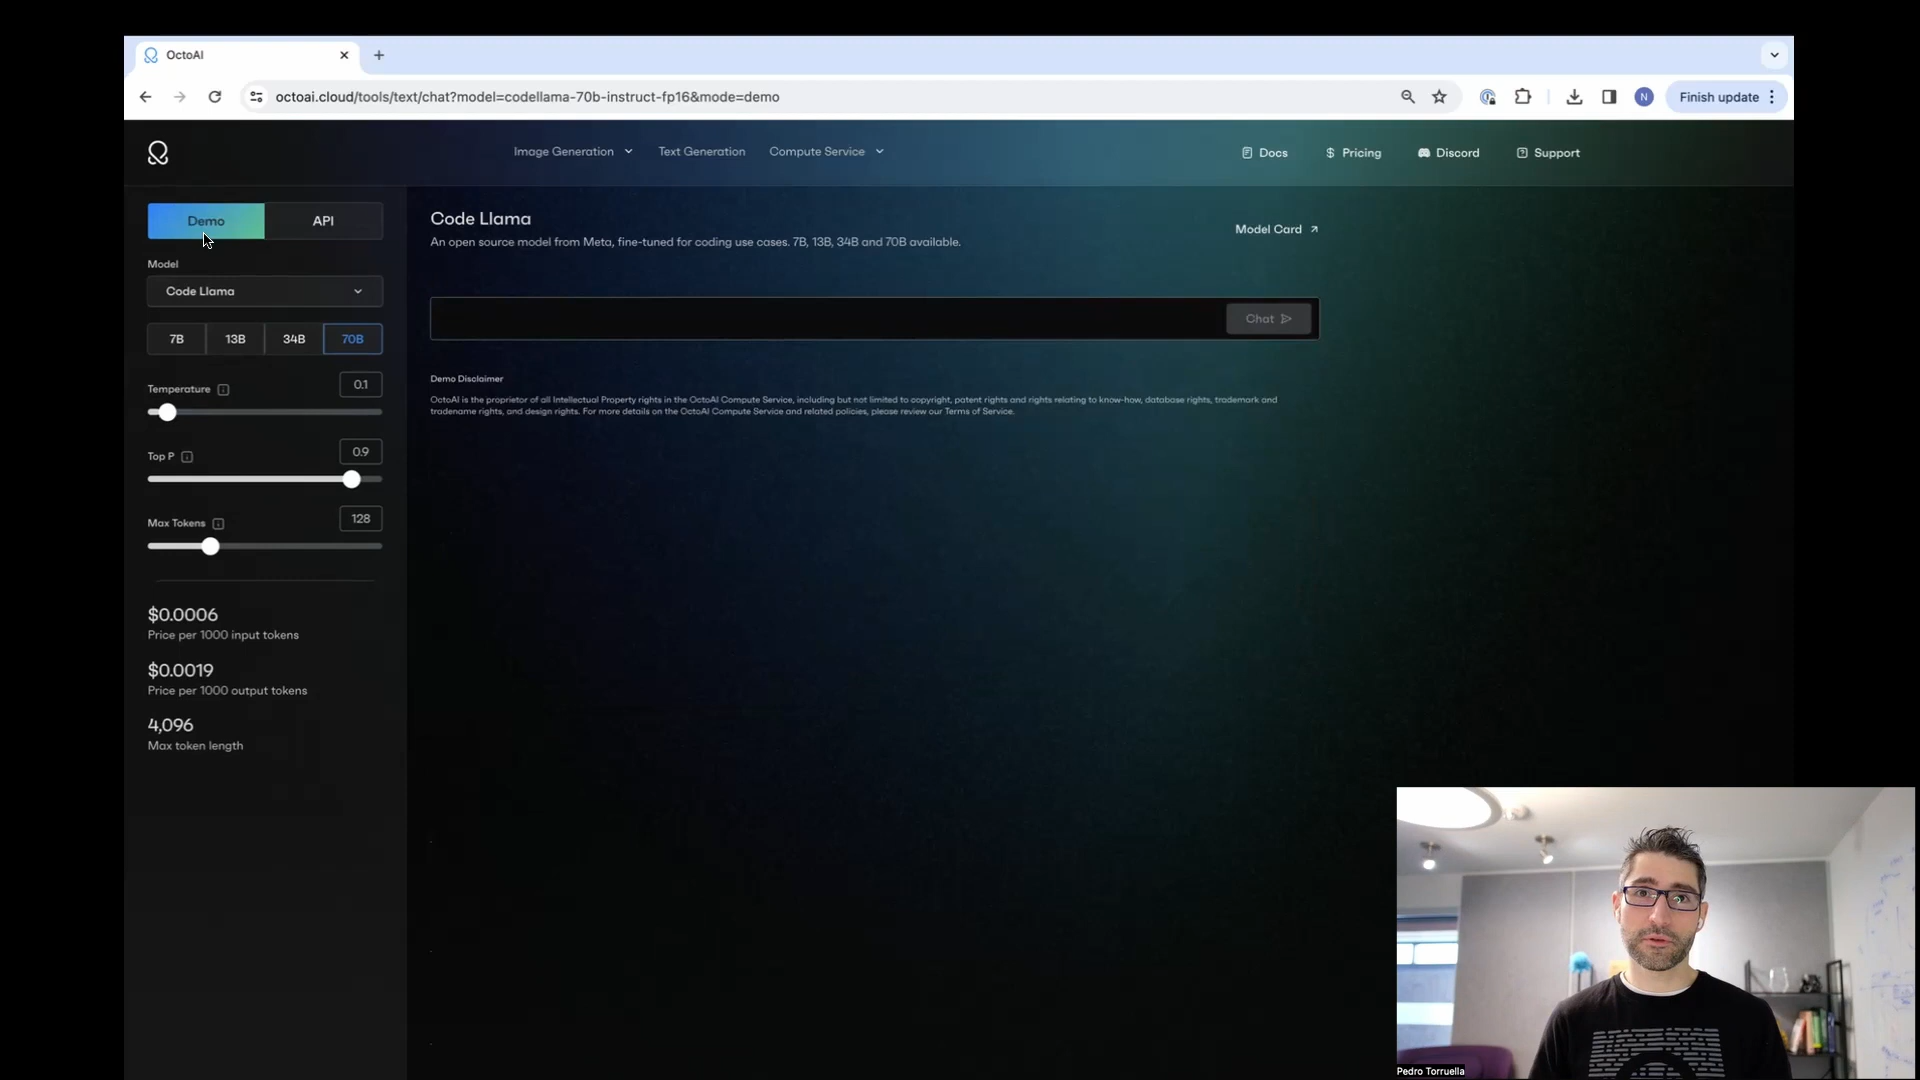 OctoAI
octoai.cloud/tools/text/chat?model=codellama-70b-instruct-fp16&mode=demo
N
Finish update
Image Generation
Text Generation
Compute Service
Docs
$ Pricing
Discord
Support
Demo
API
Model
Code Llama
7B
13B
34B
70B
Temperature
0.1
Top P
0.9
Max Tokens
128
$0.0006
Price per 1000 input tokens
$0.0019
Price per 1000 output tokens
4,096
Max token length
Code Llama
An open source model from Meta, fine-tuned for coding use cases. 7B, 13B, 34B and 70B available.
Model Card
Chat
Demo Disclaimer
OctoAI is the proprietor of all Intellectual Property rights in the OctoAI Compute Service, including but not limited to copyright, patent rights and rights relating to know-how, database rights, trademark and
tradename rights, and design rights. For more details on the OctoAI Compute Service and related policies, please review our Terms of Service.
Pedro Torruella